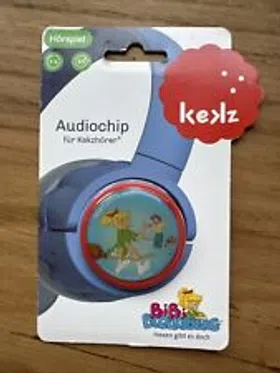 Hörspiel
kekz
Audiochip
für Kekzhörer®
BiBi
BLOCKSBERG
Hexen gibt es doch